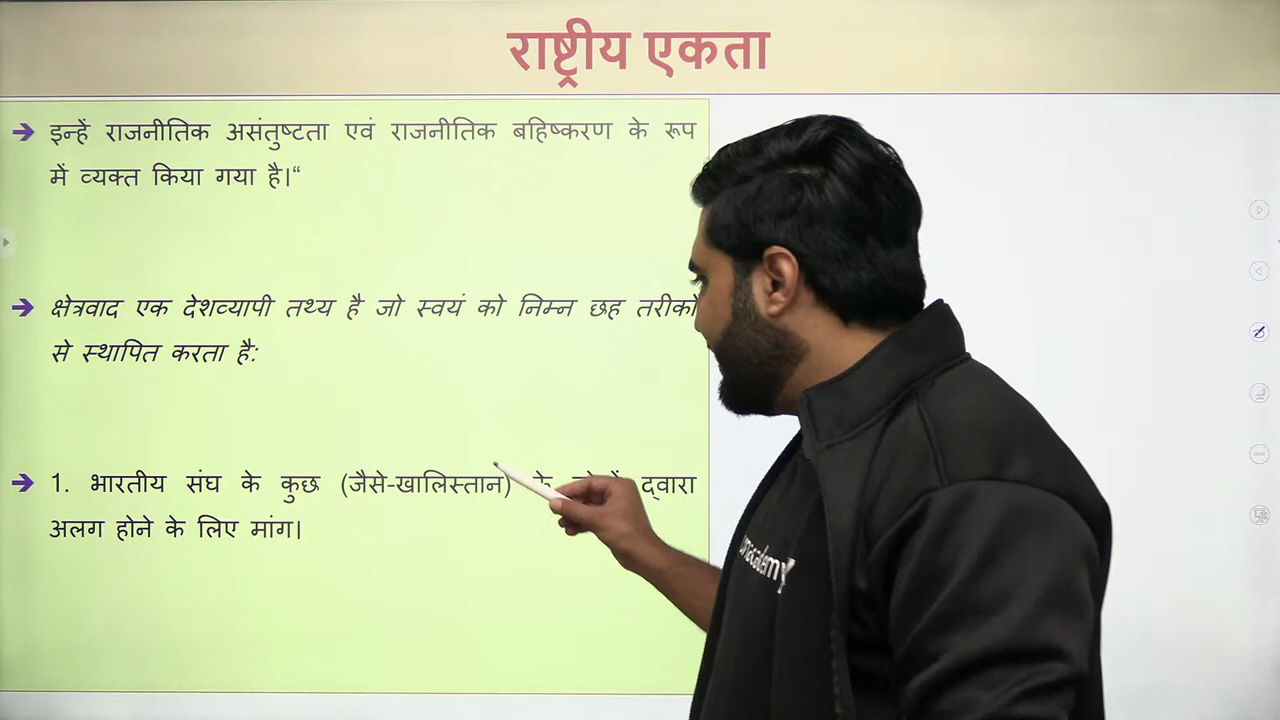 राष्ट्रीय एकता
➔ इन्हें राजनीतिक असंतुष्टता एवं राजनीतिक बहिष्करण के रूप
में व्यक्त किया गया है।“
➔ क्षेत्रवाद एक देशव्यापी तथ्य है जो स्वयं को निम्न छह तरीकों
से स्थापित करता है:
➔ 1. भारतीय संघ के कुछ (जैसे-खालिस्तान) के द्वारा
अलग होने के लिए मांग।